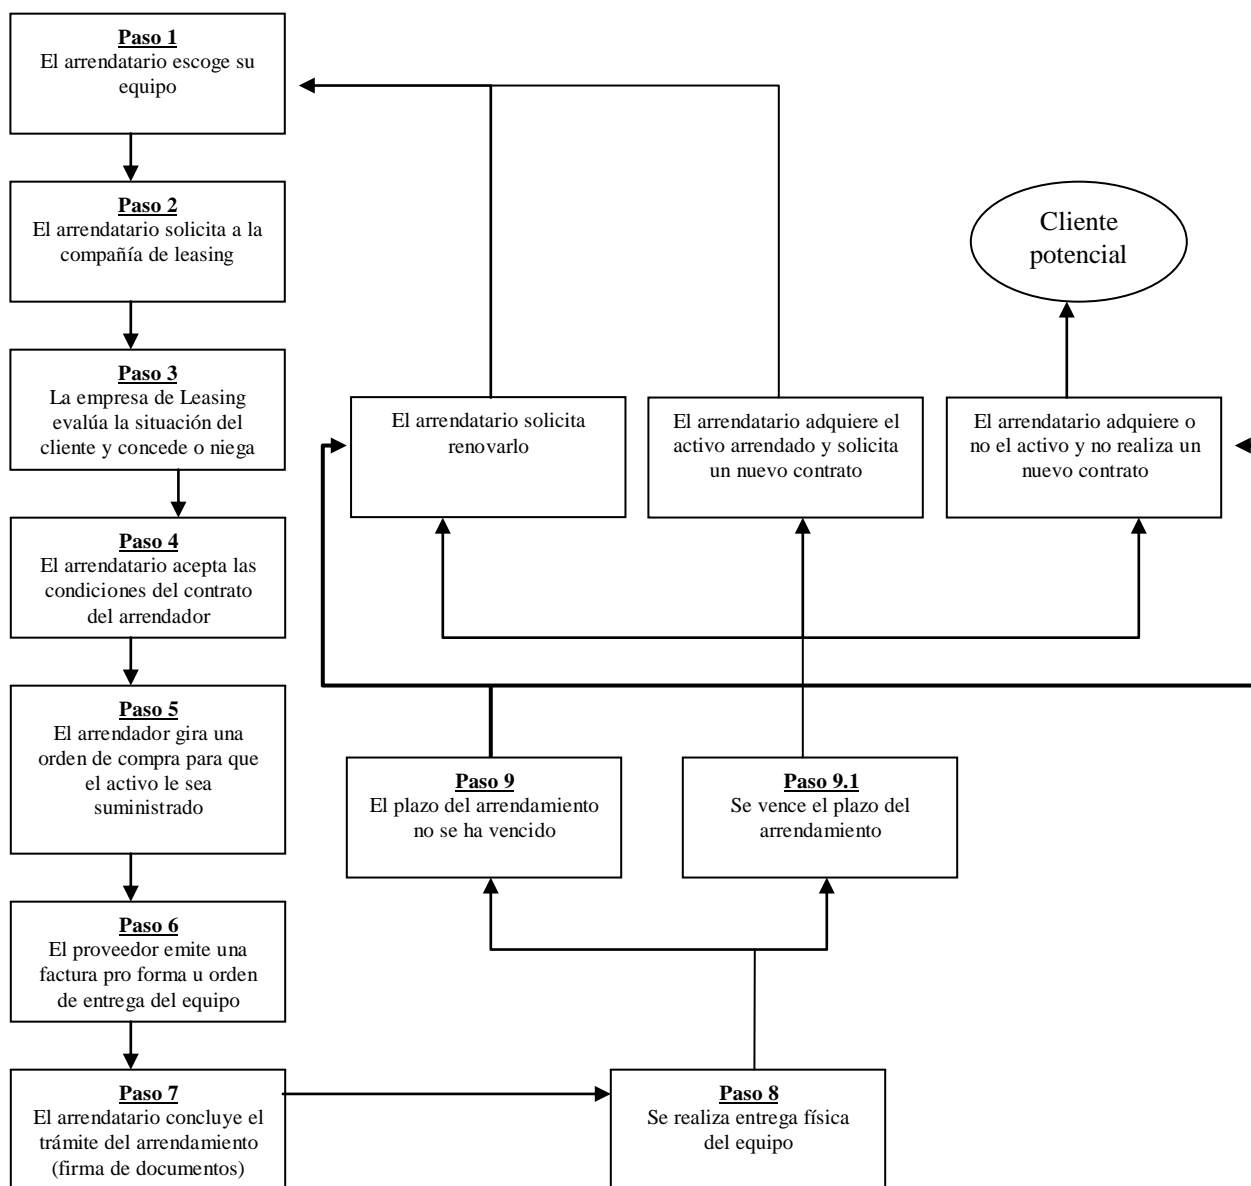 Paso 1
El arrendatario escoge su
equipo
Paso 2
El arrendatario solicita a la
compañía de leasing
Cliente
potencial
Paso 3
La empresa de Leasing
evalúa la situación del
cliente y concede o niega
El arrendatario solicita
renovarlo
El arrendatario adquiere el
activo arrendado y solicita
un nuevo contrato
El arrendatario adquiere o
no el activo y no realiza un
nuevo contrato
Paso 4
El arrendatario acepta las
condiciones del contrato
del arrendador
Paso 5
El arrendador gira una
orden de compra para que
el activo le sea
suministrado
Paso 9
El plazo del arrendamiento
no se ha vencido
Paso 9.1
Se vence el plazo del
arrendamiento
Paso 6
El proveedor emite una
factura pro forma u orden
de entrega del equipo
Paso 7
El arrendatario concluye el
trámite del arrendamiento
(firma de documentos)
Paso 8
Se realiza entrega física
del equipo